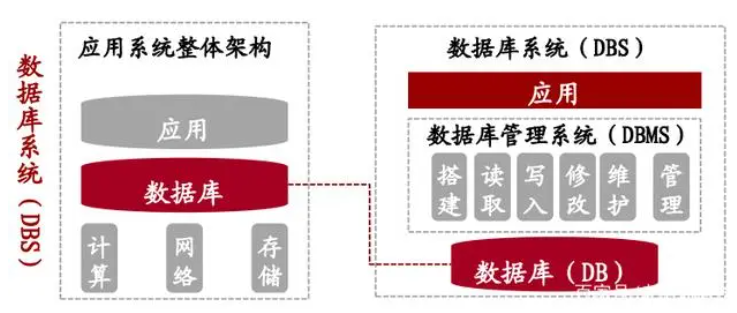 数据库系统(DBS)
应用系统整体架构
应用
数据库
计算
网络
存储
数据库系统(DBS)
应用
数据库管理系统(DBMS)
搭建
读取
写入
修改
维护
管理
数据库(DB)